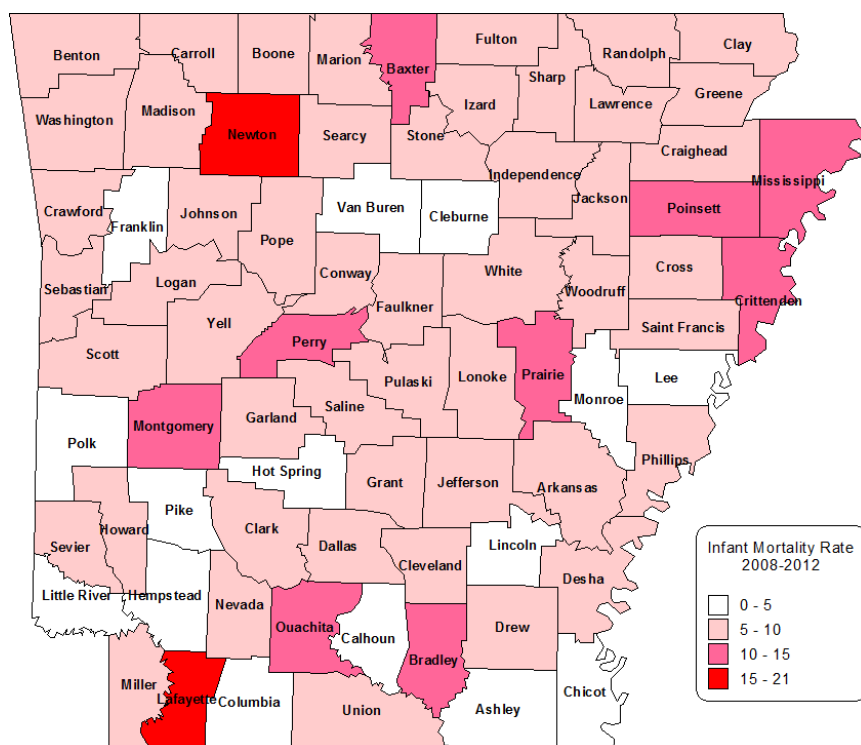 Benton
Carroll
Boone
Marion
Baxter
Fulton
Randolph
Clay
Sharp
Izard
Lawrence
Greene
Washington
Madison
Newton
Searcy
Stone
Craighead
Independence
Mississippi
Jackson
Poinsett
Crawford
Franklin
Johnson
Van Buren
Cleburne
Pope
White
Cross
Conway
Logan
Sebastian
Woodruff
Crittenden
Faulkner
Yell
Saint Francis
Perry
Scott
Pulaski
Lonoke
Prairie
Lee
Monroe
Saline
Garland
Montgomery
Polk
Hot Spring
Phillips
Grant
Jefferson
Arkansas
Pike
Clark
Howard
Sevier
Dallas
Lincoln
Cleveland
Desha
Little River
Hempstead
Nevada
Ouachita
Calhoun
Drew
Bradley
Miller
Lafayette
Columbia
Union
Ashley
Chicot
Infant Mortality Rate
2008-2012
0 - 5
5 - 10
10 - 15
15 - 21